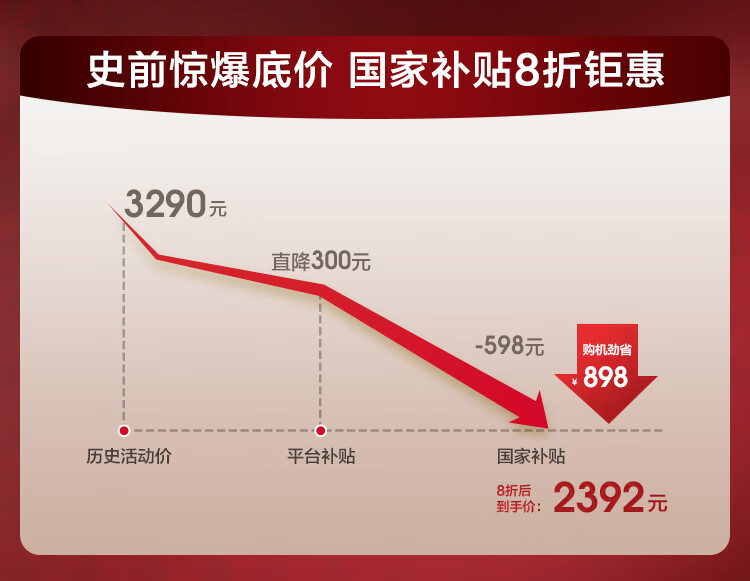 史前惊爆底价 国家补贴8折钜惠
3290元
直降300元
-598元
购机劲省
¥898
历史活动价
平台补贴
国家补贴
8折后
到手价：
2392元